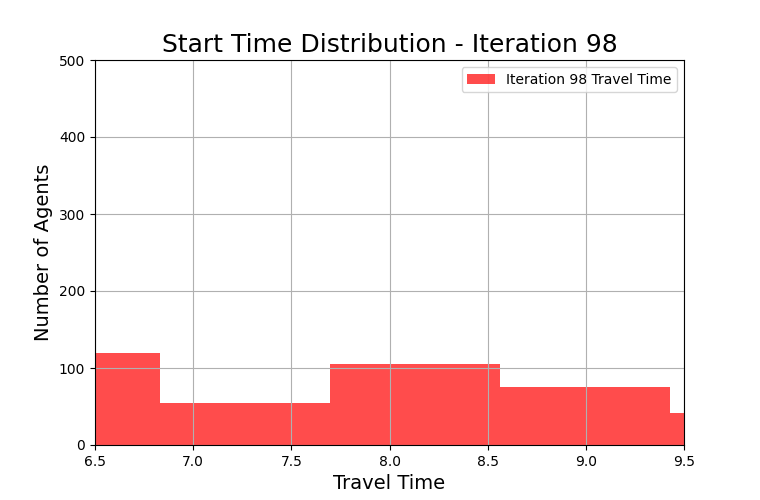 Start Time Distribution - Iteration 98
Iteration 98 Travel Time
Number of Agents
500
400
300
200
100
0
6.5 7.0 7.5 8.0 8.5 9.0 9.5
Travel Time